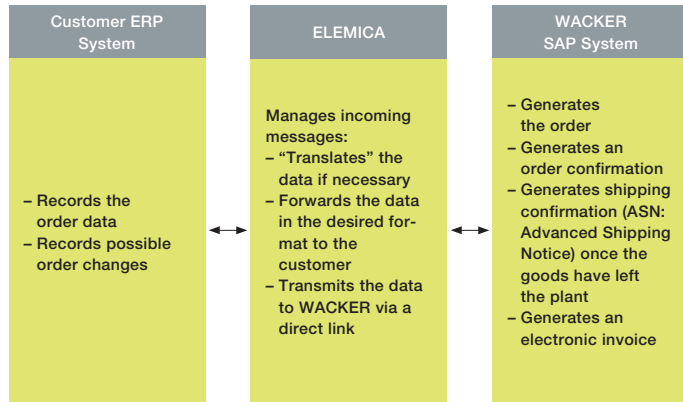 Customer ERP
System
– Records the
order data
– Records possible
order changes
ELEMICA
Manages incoming
messages:
– “Translates” the
data if necessary
– Forwards the data
in the desired for-
mat to the
customer
– Transmits the data
to WACKER via a
direct link
WACKER
SAP System
– Generates
the order
– Generates an
order confirmation
– Generates shipping
confirmation (ASN:
Advanced Shipping
Notice) once the
goods have left
the plant
– Generates an
electronic invoice